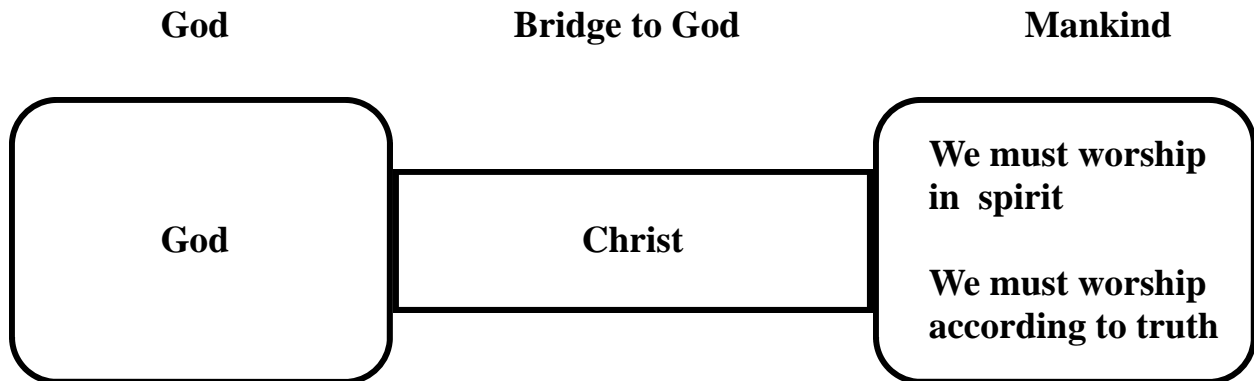 God Bridge to God Mankind
God Christ
We must worship
in spirit
We must worship
according to truth